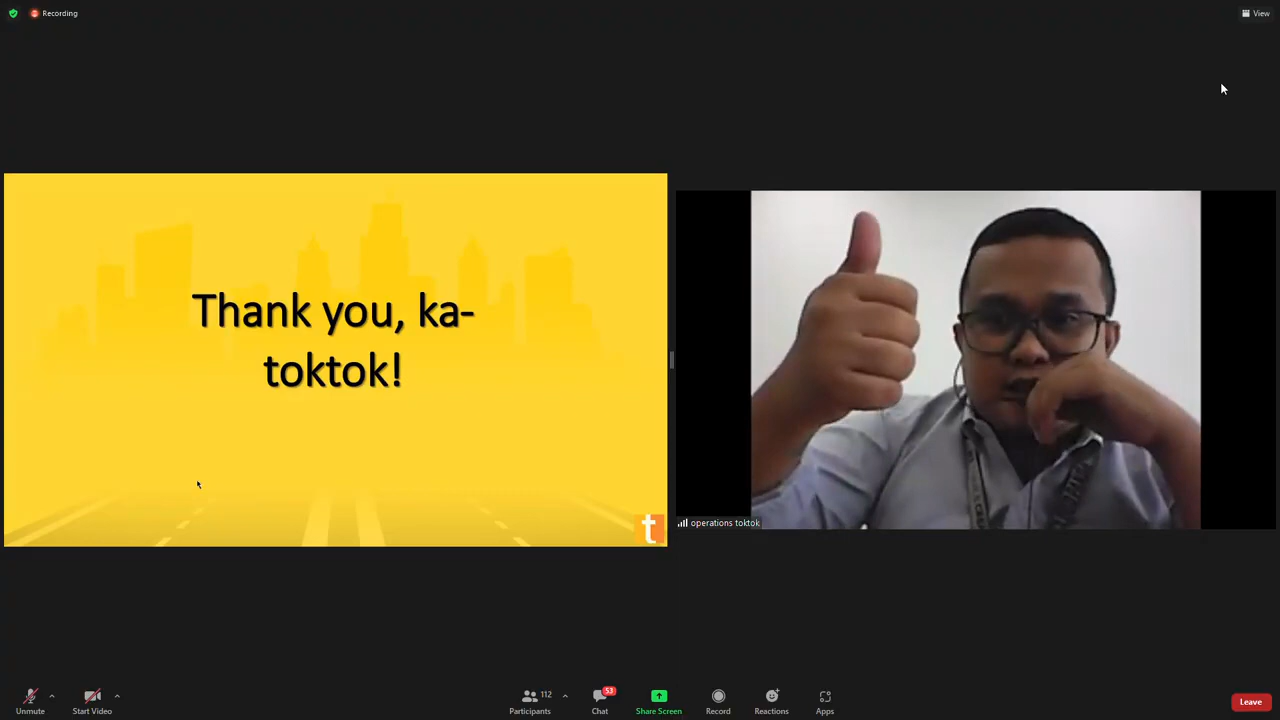 Recording
View
Thank you, ka-
toktok!
t
operations toktok
Unmute
Start Video
112
Participants
53
Chat
Share Screen
Record
Reactions
Apps
Leave